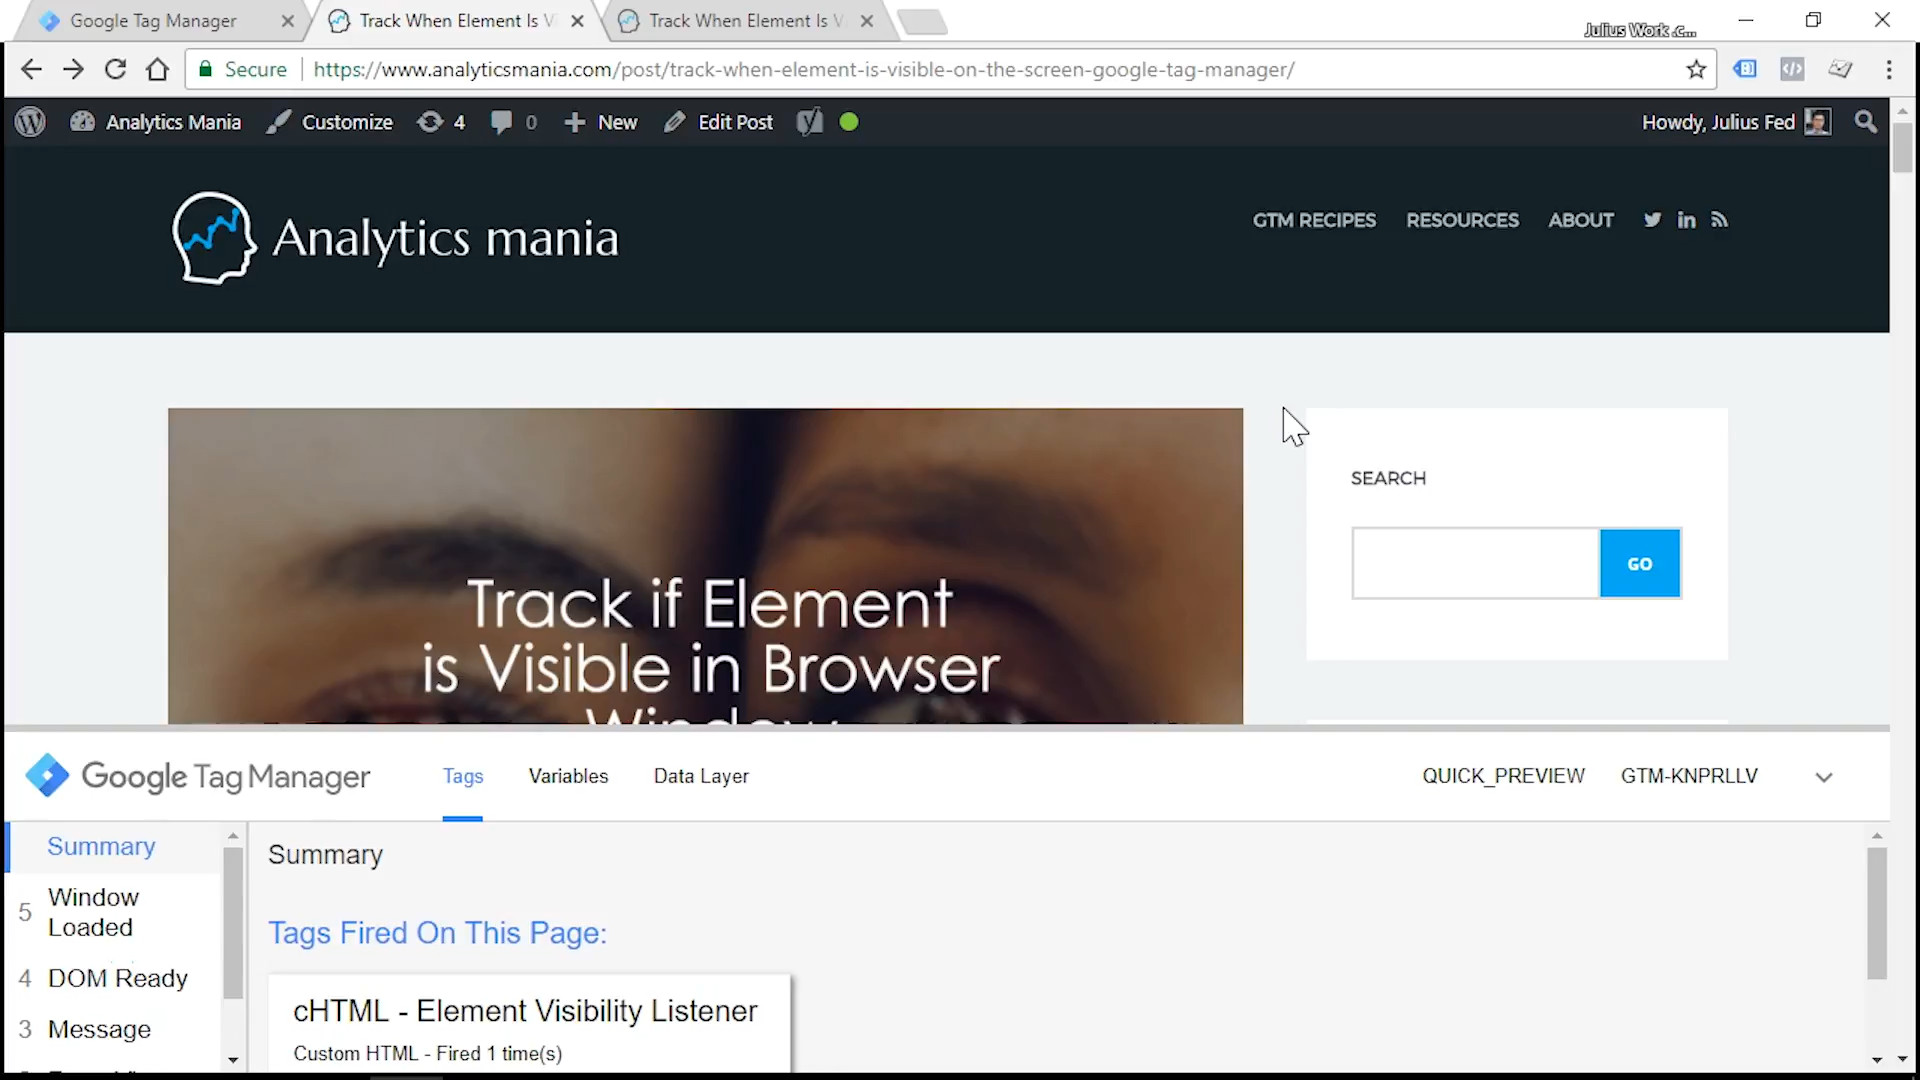 Google Tag Manager
Track When Element Is Vi
Track When Element Is V
Julius Work .c...
Secure
https://www.analyticsmania.com/post/track-when-element-is-visible-on-the-screen-google-tag-manager/
Analytics Mania
Customize
4
0
New
Edit Post
Howdy, Julius Fed
Analytics mania
GTM RECIPES
RESOURCES
ABOUT
SEARCH
GO
Track if Element
is Visible in Browser
Window
Google Tag Manager
Tags
Variables
Data Layer
QUICK_PREVIEW
GTM-KNPRLLV
Summary
5 Window
Loaded
4 DOM Ready
3 Message
Summary
Tags Fired On This Page:
cHTML - Element Visibility Listener
Custom HTML - Fired 1 time(s)